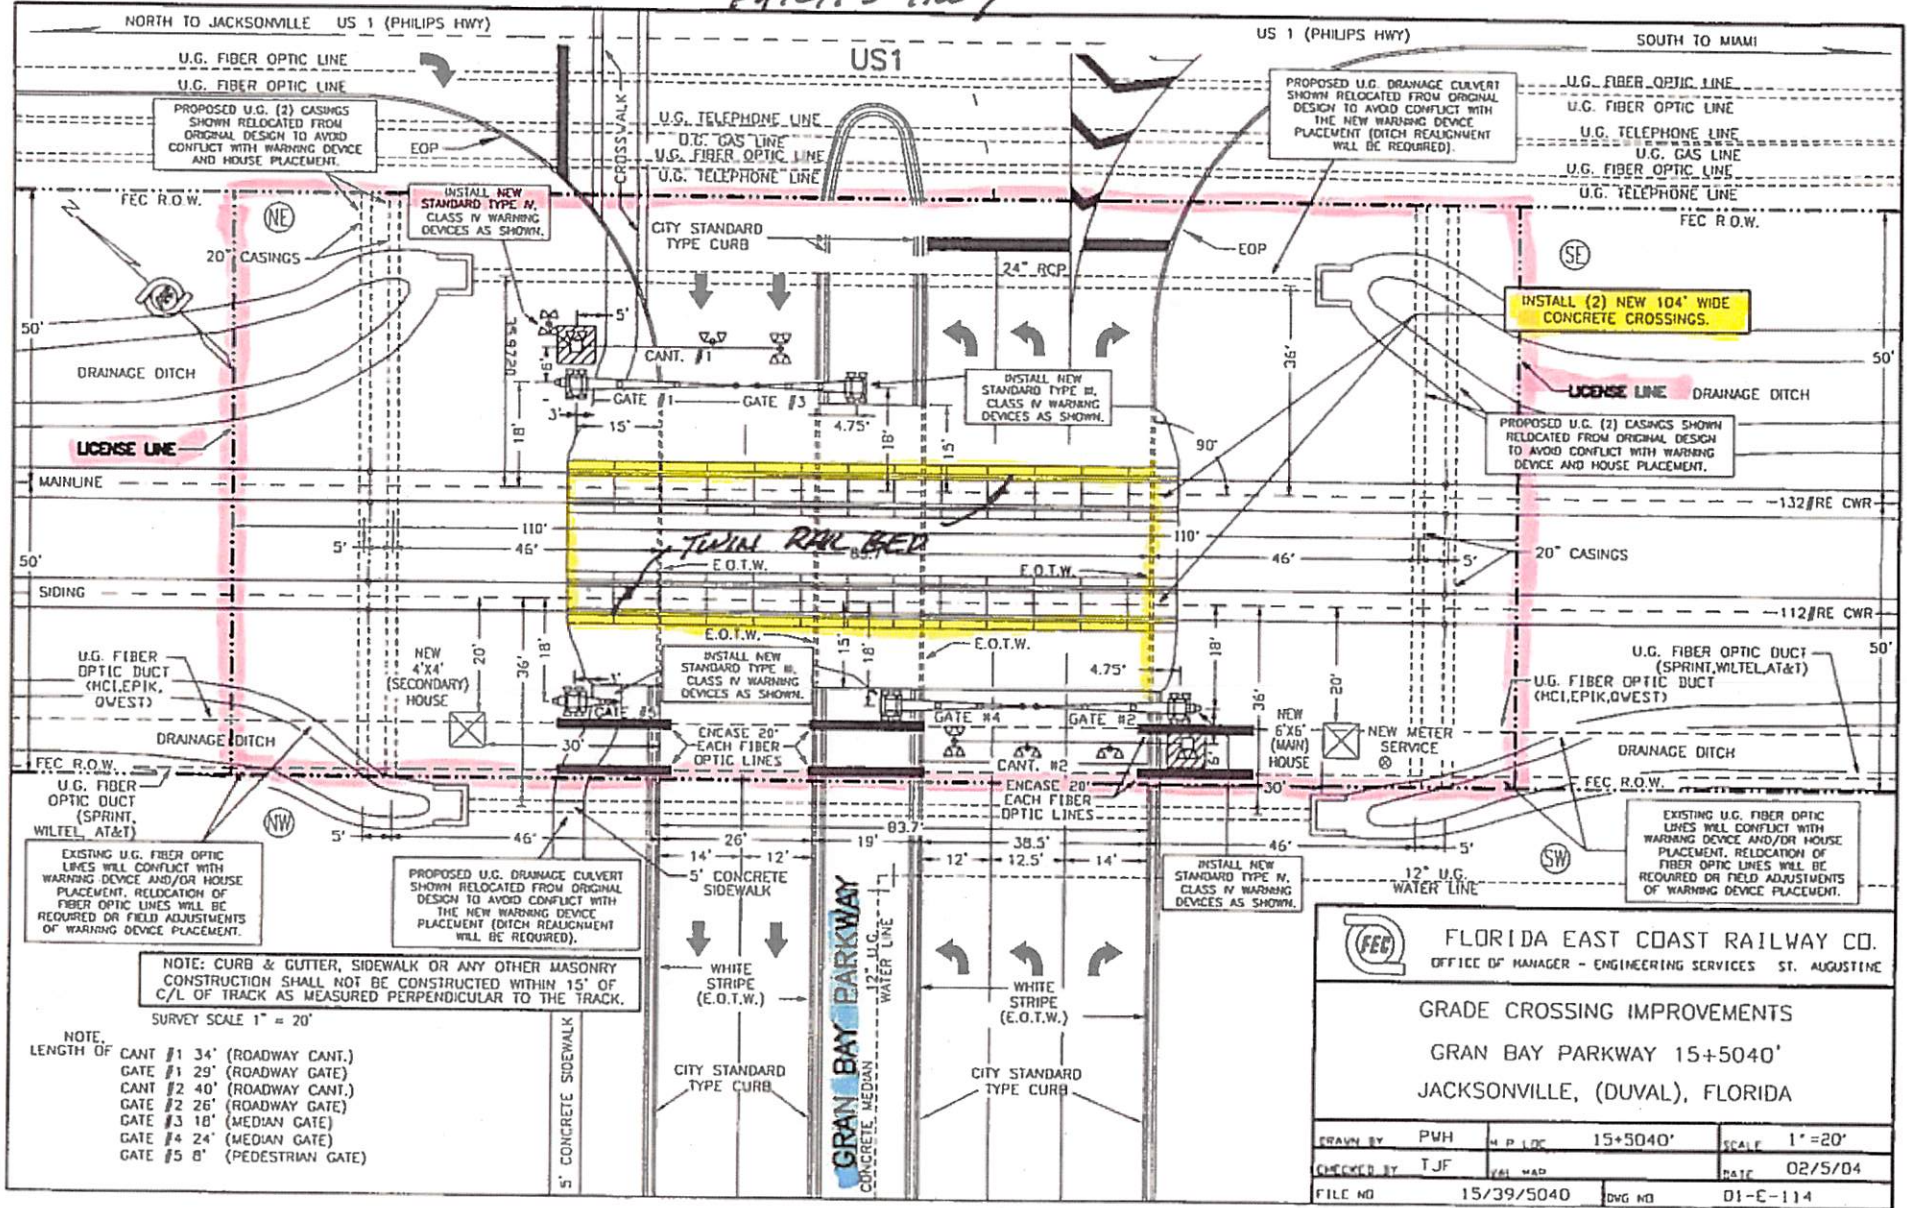 NORTH TO JACKSONVILLE
US 1 (PHILIPS HWY)
US1
US 1 (PHILIPS HWY)
SOUTH TO MIAMI
U.G. FIBER OPTIC LINE
U.G. FIBER OPTIC LINE
PROPOSED U.G. (2) CASINGS
SHOWN RELOCATED FROM
ORIGINAL DESIGN TO AVOID
CONFLICT WITH WARNING DEVICE
AND HOUSE PLACEMENT.
EOP
CROSSWALK
U.G. TELEPHONE LINE
U.G. GAS LINE
U.G. FIBER OPTIC LINE
U.G. TELEPHONE LINE
PROPOSED U.G. DRANAGE CULVERT
SHOWN RELOCATED FROM ORIGINAL
DESIGN TO AVOID CONFLICT WITH
THE NEW WARNING DEVICE
PLACEMENT (DITCH REALIGNMENT
WILL BE REQUIRED).
U.G. FIBER OPTIC LINE
U.G. FIBER OPTIC LINE
U.G. TELEPHONE LINE
U.G. GAS LINE
U.G. FIBER OPTIC LINE
U.G. TELEPHONE LINE
FEC R.O.W.
NE
N
INSTALL NEW
STANDARD TYPE IV,
CLASS IV WARNING
DEVICES AS SHOWN.
CITY STANDARD
TYPE CURB
EOP
FEC R.O.W.
SE
20" CASINGS
24" RCP
INSTALL (2) NEW 104' WIDE
CONCRETE CROSSINGS.
50'
DRAINAGE DITCH
35.9720'
5'
6'
CANT. #1
GATE #1
GATE #3
3'
15'
18'
4.75'
18'
15'
INSTALL NEW
STANDARD TYPE III,
CLASS IV WARNING
DEVICES AS SHOWN.
36'
90°
50'
LICENSE LINE
DRAINAGE DITCH
PROPOSED U.G. (2) CASINGS SHOWN
RELOCATED FROM ORIGINAL DESIGN
TO AVOID CONFLICT WITH WARNING
DEVICE AND HOUSE PLACEMENT.
LICENSE LINE
MAINLINE
132#RE CWR
110'
5'
46'
TWIN RAIL BED
83.7'
110'
46'
5'
20" CASINGS
E.O.T.W.
E.O.T.W.
50'
SIDING
112#RE CWR
E.O.T.W.
E.O.T.W.
U.G. FIBER
OPTIC DUCT
(MCI,EPIK,
QWEST)
NEW
4'X4'
(SECONDARY)
HOUSE
20'
36'
18'
3'
INSTALL NEW
STANDARD TYPE III,
CLASS IV WARNING
DEVICES AS SHOWN.
15'
18'
4.75'
18'
36'
20'
50'
U.G. FIBER OPTIC DUCT
(SPRINT,WILTEL,AT&T)
U.G. FIBER OPTIC DUCT
(MCI,EPIK,QWEST)
DRAINAGE DITCH
30'
GATE #5
ENCASE 20'
EACH FIBER
OPTIC LINES
GATE #4
GATE #2
CANT. #2
6'
NEW
6'X6'
(MAIN)
HOUSE
NEW METER
SERVICE
DRAINAGE DITCH
FEC R.O.W.
FEC R.O.W.
U.G. FIBER
OPTIC DUCT
(SPRINT,
WILTEL, AT&T)
NW
ENCASE 20'
EACH FIBER
OPTIC LINES
30'
5'
46'
83.7'
26'
19'
38.5'
14'
12'
12'
12.5'
14'
46'
5'
SW
5' CONCRETE
SIDEWALK
12" U.G.
WATER LINE
EXISTING U.G. FIBER OPTIC
LINES WILL CONFLICT WITH
WARNING DEVICE AND/OR HOUSE
PLACEMENT. RELOCATION OF
FIBER OPTIC LINES WILL BE
REQUIRED OR FIELD ADJUSTMENTS
OF WARNING DEVICE PLACEMENT.
PROPOSED U.G. DRANAGE CULVERT
SHOWN RELOCATED FROM ORIGINAL
DESIGN TO AVOID CONFLICT WITH
THE NEW WARNING DEVICE
PLACEMENT (DITCH REALIGNMENT
WILL BE REQUIRED).
INSTALL NEW
STANDARD TYPE IV,
CLASS IV WARNING
DEVICES AS SHOWN.
EXISTING U.G. FIBER OPTIC
LINES WILL CONFLICT WITH
WARNING DEVICE AND/OR HOUSE
PLACEMENT. RELOCATION OF
FIBER OPTIC LINES WILL BE
REQUIRED OR FIELD ADJUSTMENTS
OF WARNING DEVICE PLACEMENT.
NOTE: CURB & GUTTER, SIDEWALK OR ANY OTHER MASONRY
CONSTRUCTION SHALL NOT BE CONSTRUCTED WITHIN 15' OF
C/L OF TRACK AS MEASURED PERPENDICULAR TO THE TRACK.
SURVEY SCALE 1" = 20'
NOTE.
LENGTH OF
CANT #1 34' (ROADWAY CANT.)
GATE #1 29' (ROADWAY GATE)
CANT #2 40' (ROADWAY CANT.)
GATE #2 26' (ROADWAY GATE)
GATE #3 18' (MEDIAN GATE)
GATE #4 24' (MEDIAN GATE)
GATE #5 8' (PEDESTRIAN GATE)
5' CONCRETE SIDEWALK
WHITE
STRIPE
(E.O.T.W.)
CITY STANDARD
TYPE CURB
GRAN BAY PARKWAY
CONCRETE MEDIAN
12" U.G.
WATER LINE
WHITE
STRIPE
(E.O.T.W.)
CITY STANDARD
TYPE CURB
FEC
FLORIDA EAST COAST RAILWAY CO.
OFFICE OF MANAGER - ENGINEERING SERVICES ST. AUGUSTINE
GRADE CROSSING IMPROVEMENTS
GRAN BAY PARKWAY 15+5040'
JACKSONVILLE, (DUVAL), FLORIDA
DRAWN BY PWH
M.P. LOC 15+5040'
SCALE 1"=20'
CHECKED BY TJF
VAL MAP
DATE 02/5/04
FILE NO 15/39/5040
DWG NO 01-E-114